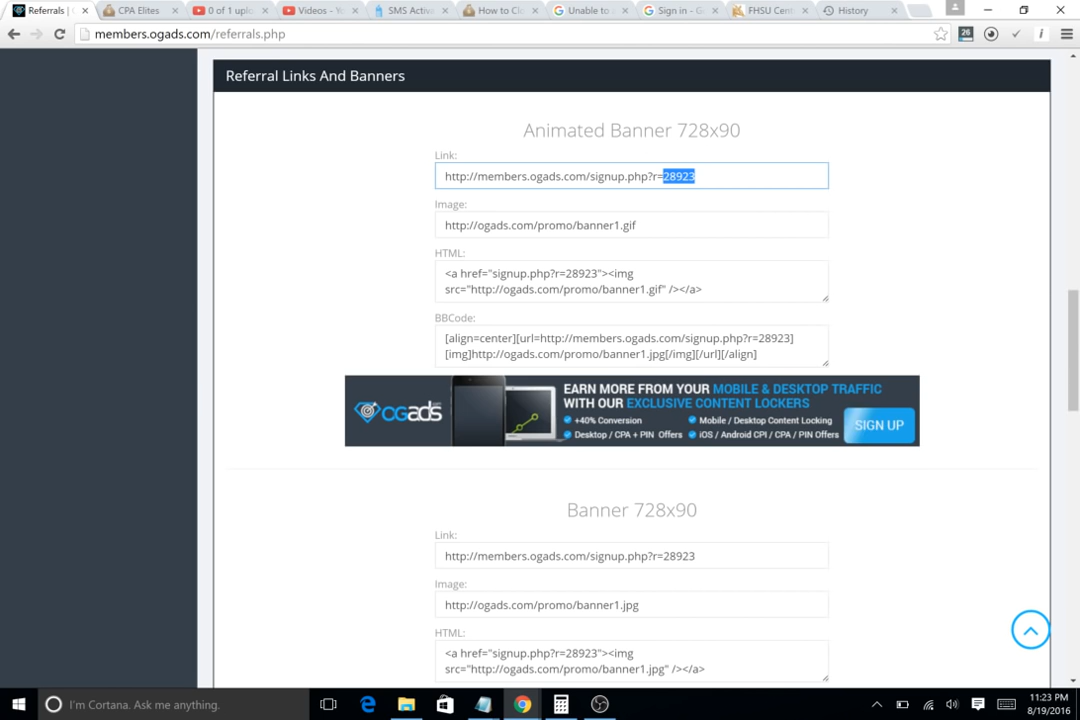 Referrals |
CPA Elites
0 of 1 uplo
Videos - Yo
SMS Activa
How to Cl
Unable to
Sign in - G
FHSU Cent
History
members.ogads.com/referrals.php
26
Referral Links And Banners
Animated Banner 728x90
Link:
http://members.ogads.com/signup.php?r=28923
Image:
http://ogads.com/promo/banner1.gif
HTML:
<a href="signup.php?r=28923"><img
src="http://ogads.com/promo/banner1.gif" /></a>
BBCode:
[align=center][url=http://members.ogads.com/signup.php?r=28923]
[img]http://ogads.com/promo/banner1.jpg[/img][/url][/align]
OGads
EARN MORE FROM YOUR MOBILE & DESKTOP TRAFFIC
WITH OUR EXCLUSIVE CONTENT LOCKERS
+40% Conversion
Mobile / Desktop Content Locking
Desktop / CPA + PIN Offers
iOS / Android CPI / CPA / PIN Offers
SIGN UP
Banner 728x90
Link:
http://members.ogads.com/signup.php?r=28923
Image:
http://ogads.com/promo/banner1.jpg
HTML:
<a href="signup.php?r=28923"><img
src="http://ogads.com/promo/banner1.jpg" /></a>
I'm Cortana. Ask me anything.
11:23 PM
8/19/2016